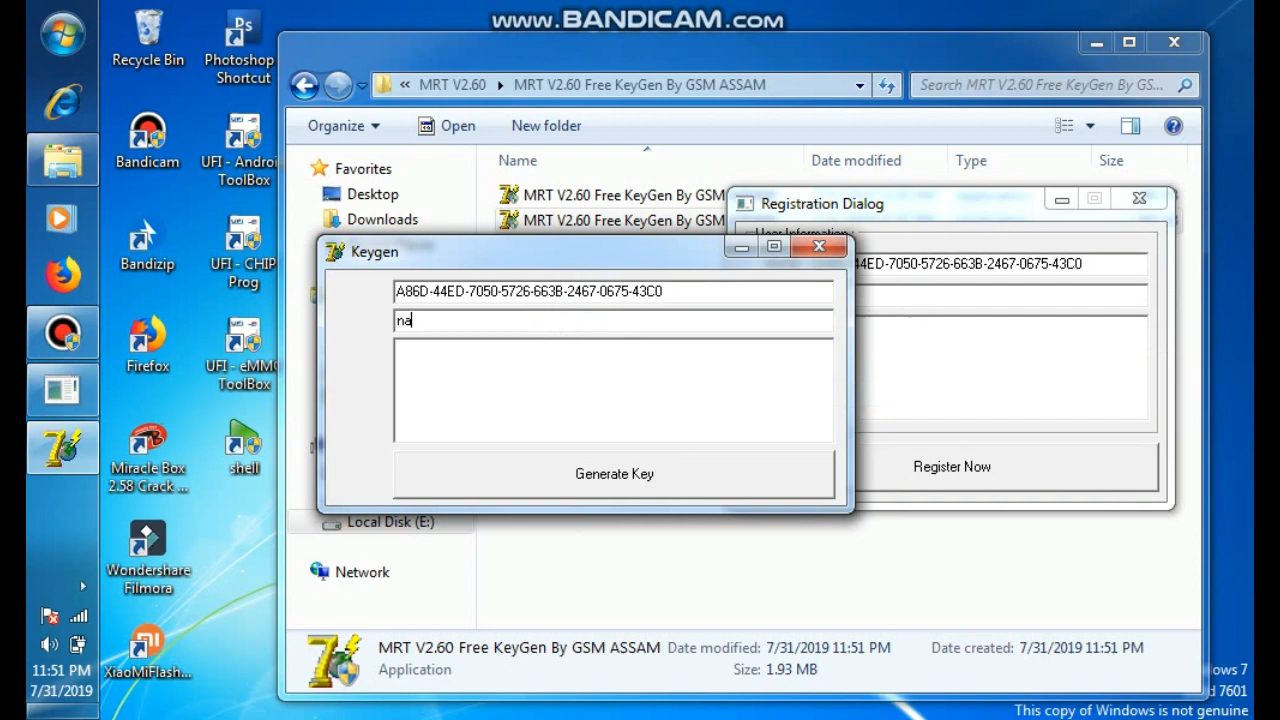 www.BANDICAM.com
Recycle Bin
Photoshop
Shortcut
Bandicam
UFI - Androi
ToolBox
Bandizip
UFI - CHIP
Prog
Firefox
UFI - eMMC
ToolBox
Miracle Box
2.58 Crack ...
shell
Wondershare
Filmora
XiaoMiFlash...
11:51 PM
7/31/2019
« MRT V2.60 MRT V2.60 Free KeyGen By GSM ASSAM
Search MRT V2.60 Free KeyGen By GS...
Organize Open New folder
Name Date modified Type Size
Favorites
Desktop
Downloads
MRT V2.60 Free KeyGen By GSM
MRT V2.60 Free KeyGen By GSM
Registration Dialog
User Information
44ED-7050-5726-663B-2467-0675-43C0
Register Now
Keygen
A86D-44ED-7050-5726-663B-2467-0675-43C0
na
Generate Key
Local Disk (E:)
Network
MRT V2.60 Free KeyGen By GSM ASSAM Date modified: 7/31/2019 11:51 PM Date created: 7/31/2019 11:51 PM
Application Size: 1.93 MB
ows 7
7601
This copy of Windows is not genuine